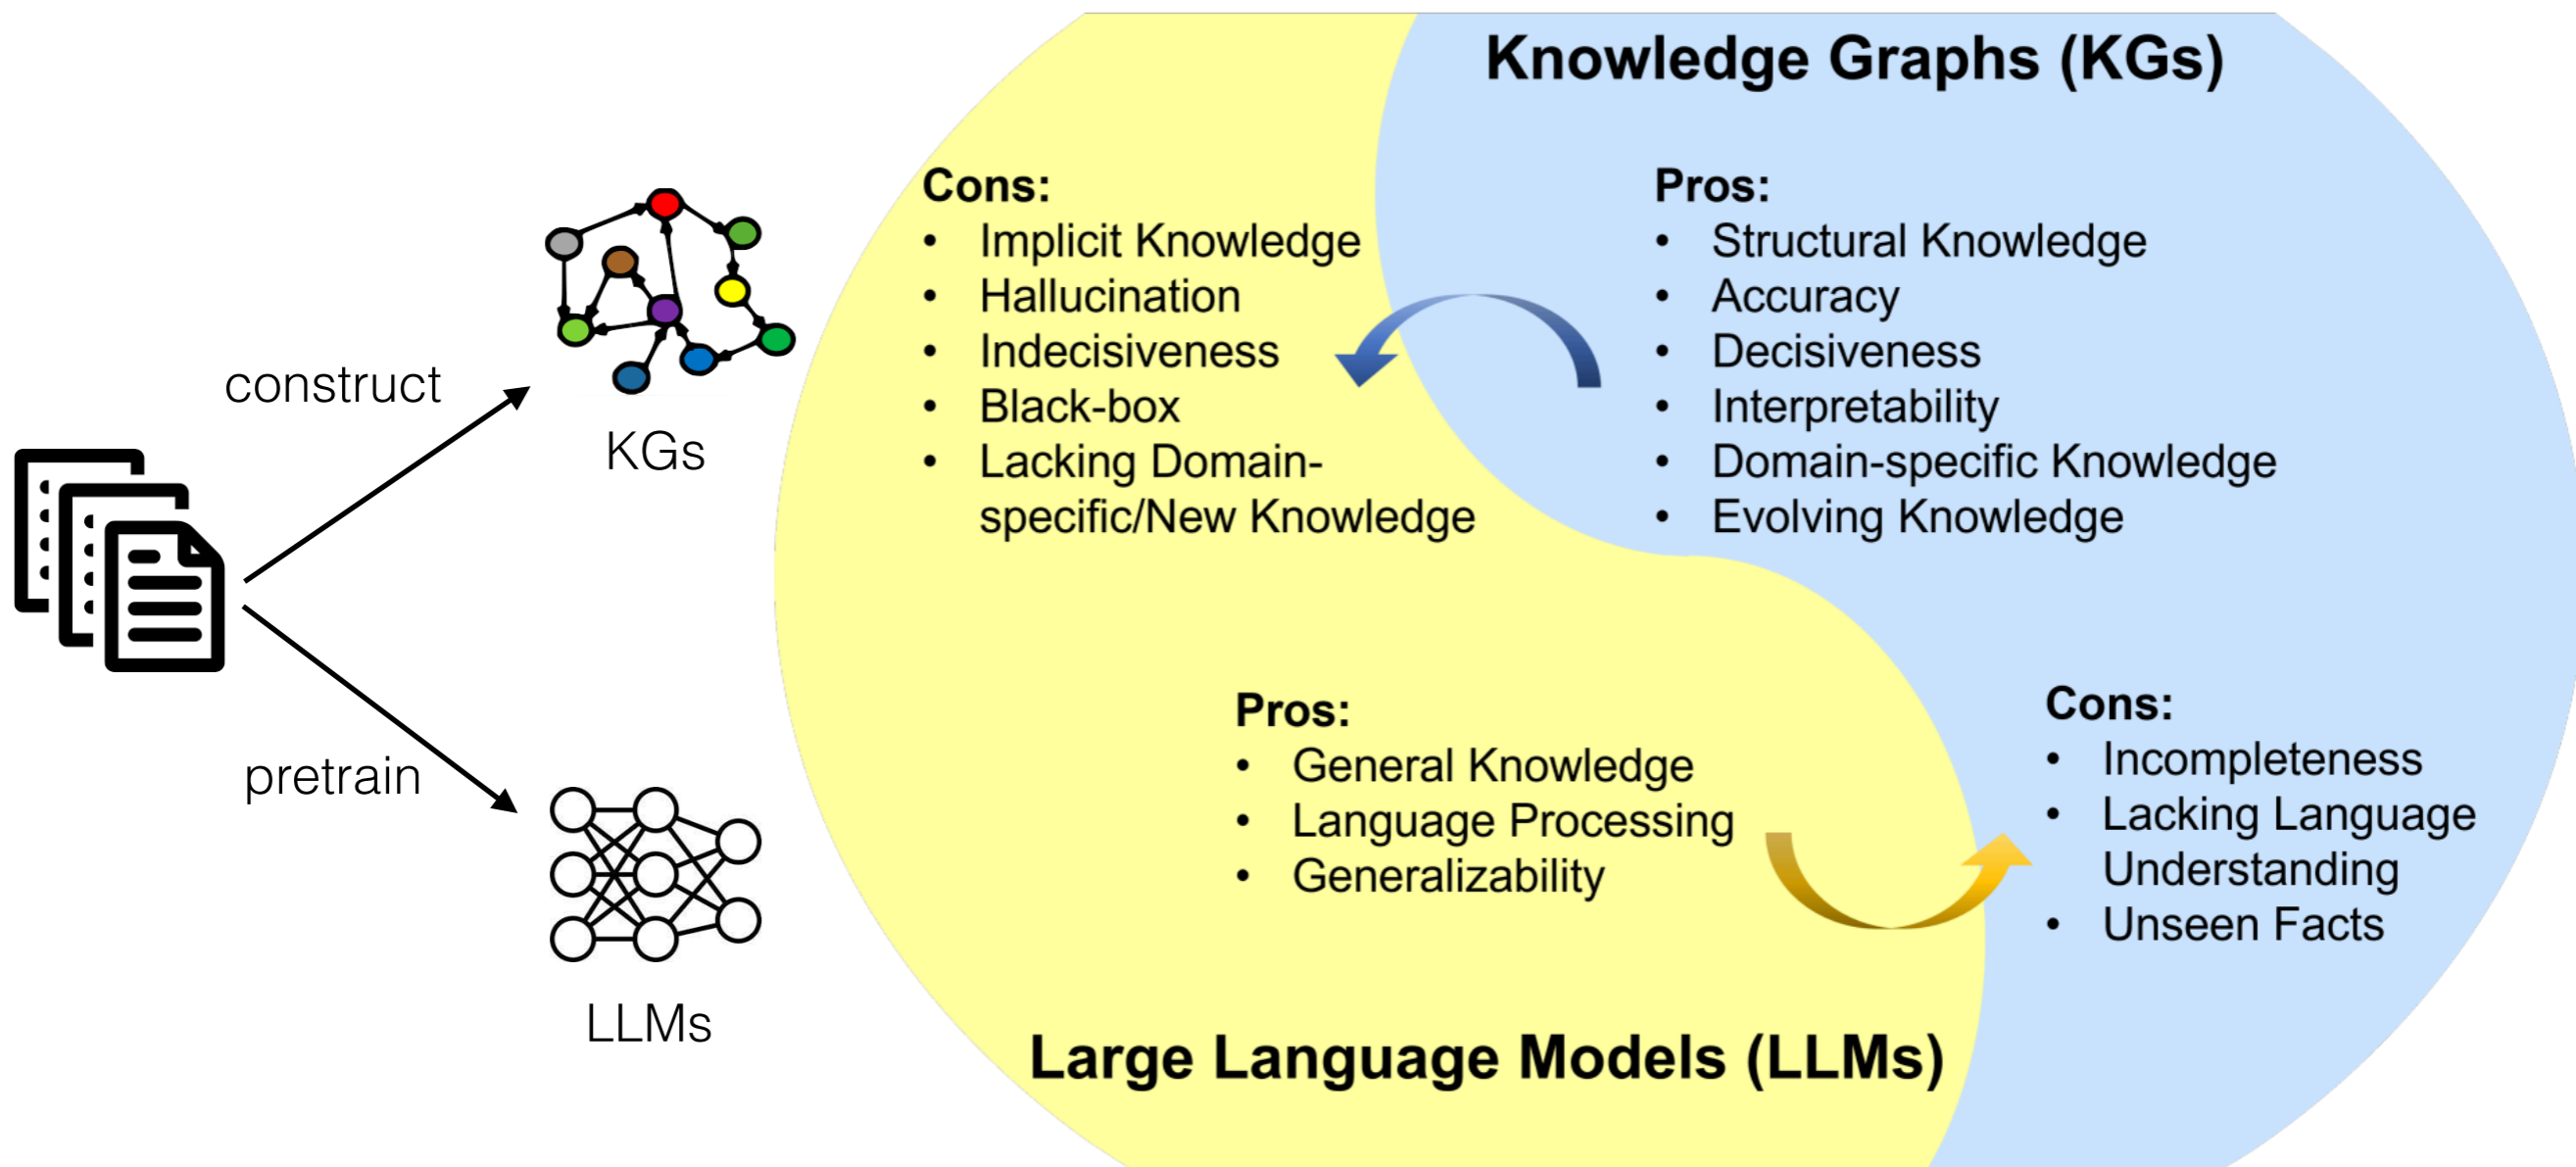 construct
KGs
pretrain
LLMs
Knowledge Graphs (KGs)
Cons:
• Implicit Knowledge
• Hallucination
• Indecisiveness
• Black-box
• Lacking Domain-
specific/New Knowledge
Pros:
• Structural Knowledge
• Accuracy
• Decisiveness
• Interpretability
• Domain-specific Knowledge
• Evolving Knowledge
Pros:
• General Knowledge
• Language Processing
• Generalizability
Cons:
• Incompleteness
• Lacking Language
Understanding
• Unseen Facts
Large Language Models (LLMs)